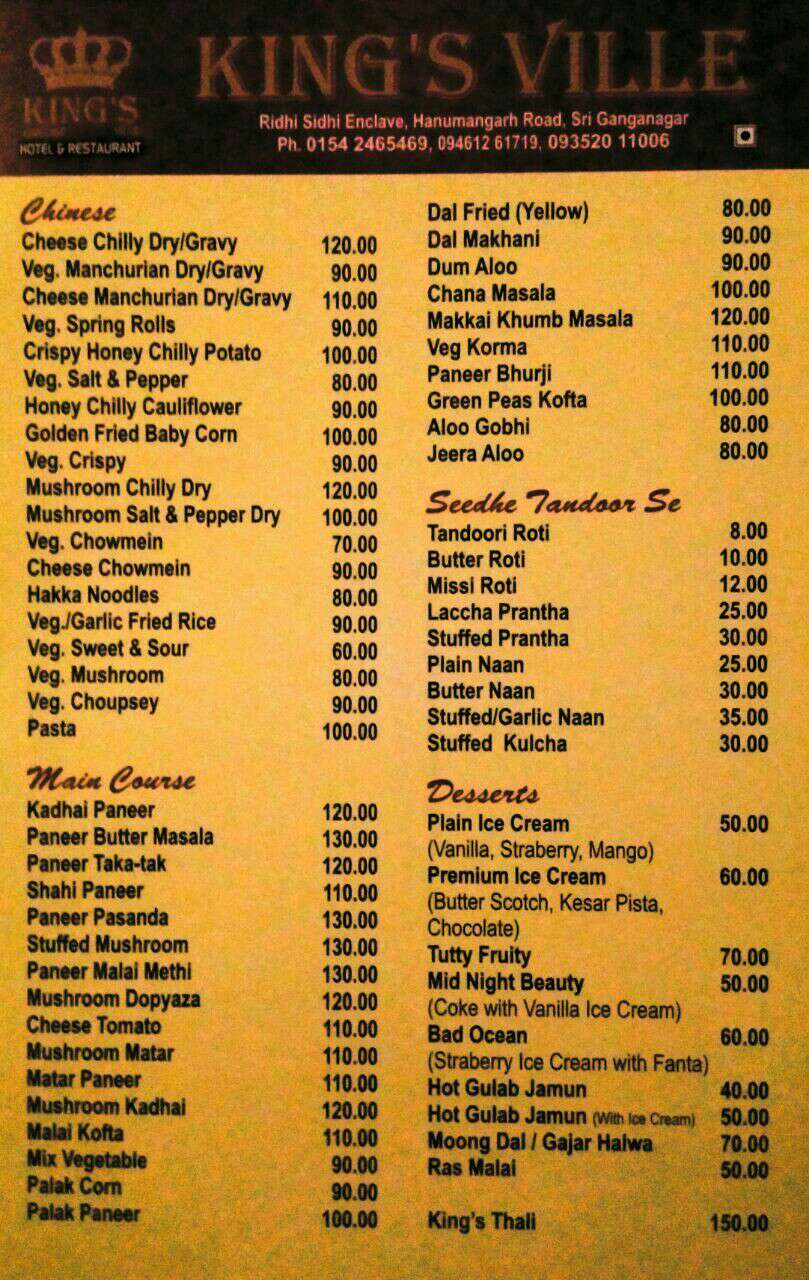 KING'S
HOTEL & RESTAURANT
KING'S VILLE
Ridhi Sidhi Enclave, Hanumangarh Road, Sri Ganganagar
Ph. 0154 2465469, 094612 61719, 093520 11006
Chinese
Cheese Chilly Dry/Gravy 120.00
Veg. Manchurian Dry/Gravy 90.00
Cheese Manchurian Dry/Gravy 110.00
Veg. Spring Rolls 90.00
Crispy Honey Chilly Potato 100.00
Veg. Salt & Pepper 80.00
Honey Chilly Cauliflower 90.00
Golden Fried Baby Corn 100.00
Veg. Crispy 90.00
Mushroom Chilly Dry 120.00
Mushroom Salt & Pepper Dry 100.00
Veg. Chowmein 70.00
Cheese Chowmein 90.00
Hakka Noodles 80.00
Veg./Garlic Fried Rice 90.00
Veg. Sweet & Sour 60.00
Veg. Mushroom 80.00
Veg. Choupsey 90.00
Pasta 100.00
Main Course
Kadhai Paneer 120.00
Paneer Butter Masala 130.00
Paneer Taka-tak 120.00
Shahi Paneer 110.00
Paneer Pasanda 130.00
Stuffed Mushroom 130.00
Paneer Malai Methi 130.00
Mushroom Dopyaza 120.00
Cheese Tomato 110.00
Mushroom Matar 110.00
Matar Paneer 110.00
Mushroom Kadhai 120.00
Malai Kofta 110.00
Mix Vegetable 90.00
Palak Corn 90.00
Palak Paneer 100.00
Dal Fried (Yellow) 80.00
Dal Makhani 90.00
Dum Aloo 90.00
Chana Masala 100.00
Makkai Khumb Masala 120.00
Veg Korma 110.00
Paneer Bhurji 110.00
Green Peas Kofta 100.00
Aloo Gobhi 80.00
Jeera Aloo 80.00
Seedhe Tandoor Se
Tandoori Roti 8.00
Butter Roti 10.00
Missi Roti 12.00
Laccha Prantha 25.00
Stuffed Prantha 30.00
Plain Naan 25.00
Butter Naan 30.00
Stuffed/Garlic Naan 35.00
Stuffed Kulcha 30.00
Desserts
Plain Ice Cream 50.00
(Vanilla, Straberry, Mango)
Premium Ice Cream 60.00
(Butter Scotch, Kesar Pista,
Chocolate)
Tutty Fruity 70.00
Mid Night Beauty 50.00
(Coke with Vanilla Ice Cream)
Bad Ocean 60.00
(Straberry Ice Cream with Fanta)
Hot Gulab Jamun 40.00
Hot Gulab Jamun (With Ice Cream) 50.00
Moong Dal / Gajar Halwa 70.00
Ras Malai 50.00
King's Thali 150.00